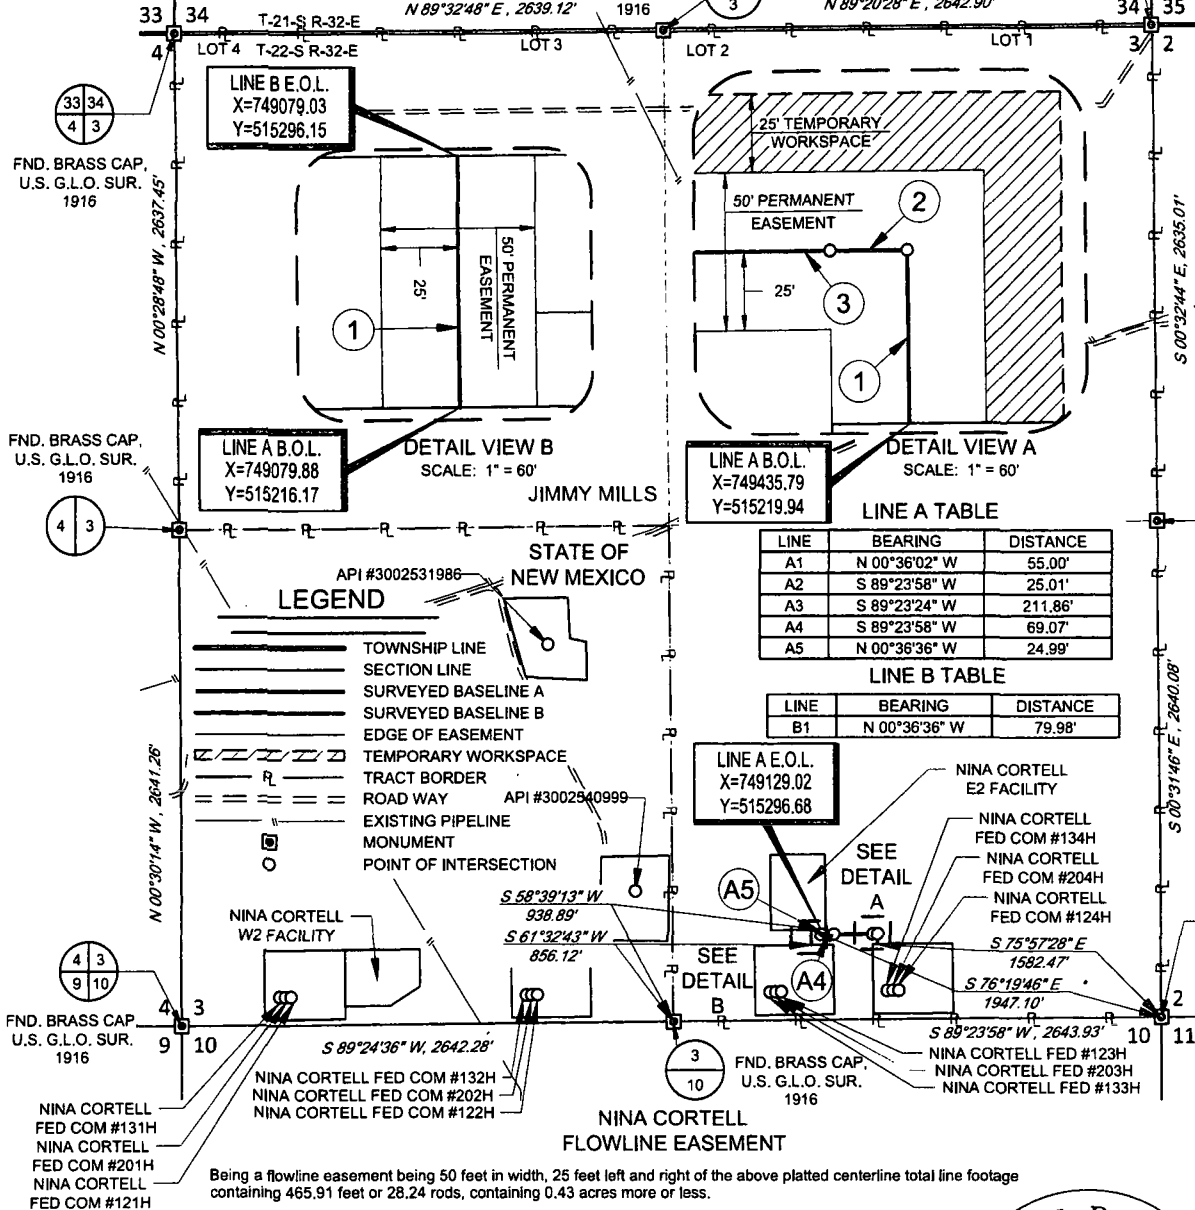 33 34
T-21-S R-32-E
N 89°32'48" E , 2639.12'
1916
3
N 89°20'28" E , 2642.90'
34 35
4
LOT 4
T-22-S R-32-E
LOT 3
LOT 2
LOT 1
3 2
LINE B E.O.L.
X=749079.03
Y=515296.15
33 34
4 3
FND. BRASS CAP,
U.S. G.L.O. SUR.
1916
N 00°28'48" W , 2637.45'
25' TEMPORARY
WORKSPACE
50' PERMANENT
EASEMENT
2
3
25'
1
50' PERMANENT
EASEMENT
25'
1
S 00°32'44" E, 2635.01'
FND. BRASS CAP,
U.S. G.L.O. SUR.
1916
4 3
LINE A B.O.L.
X=749079.88
Y=515216.17
DETAIL VIEW B
SCALE: 1" = 60'
LINE A B.O.L.
X=749435.79
Y=515219.94
DETAIL VIEW A
SCALE: 1" = 60'
JIMMY MILLS
STATE OF
NEW MEXICO
LINE A TABLE
LINE BEARING DISTANCE
A1 N 00°36'02" W 55.00'
A2 S 89°23'58" W 25.01'
A3 S 89°23'24" W 211.86'
A4 S 89°23'58" W 69.07'
A5 N 00°36'36" W 24.99'
LINE B TABLE
LINE BEARING DISTANCE
B1 N 00°36'36" W 79.98'
API #3002531986
LEGEND
TOWNSHIP LINE
SECTION LINE
SURVEYED BASELINE A
SURVEYED BASELINE B
EDGE OF EASEMENT
TEMPORARY WORKSPACE
TRACT BORDER
ROAD WAY
EXISTING PIPELINE
MONUMENT
POINT OF INTERSECTION
API #3002540999
N 00°30'14" W , 2641.26'
S 00°31'46" E , 2640.08'
LINE A E.O.L.
X=749129.02
Y=515296.68
NINA CORTELL
E2 FACILITY
NINA CORTELL
FED COM #134H
NINA CORTELL
FED COM #204H
NINA CORTELL
FED COM #124H
SEE
DETAIL
A
A5
A4
SEE
DETAIL
B
S 58°39'13" W
938.89'
S 61°32'43" W
856.12'
S 75°57'28" E
1582.47'
S 76°19'46" E
1947.10'
NINA CORTELL
W2 FACILITY
4 3
9 10
FND. BRASS CAP
U.S. G.L.O. SUR.
1916
4 3
9 10
S 89°24'36" W, 2642.28'
S 89°23'58" W, 2643.93'
2
10 11
3
10
FND. BRASS CAP,
U.S. G.L.O. SUR.
1916
NINA CORTELL FED #123H
NINA CORTELL FED #203H
NINA CORTELL FED #133H
NINA CORTELL FED COM #132H
NINA CORTELL FED COM #202H
NINA CORTELL FED COM #122H
NINA CORTELL
FED COM #131H
NINA CORTELL
FED COM #201H
NINA CORTELL
FED COM #121H
NINA CORTELL
FLOWLINE EASEMENT
Being a flowline easement being 50 feet in width, 25 feet left and right of the above platted centerline total line footage
containing 465.91 feet or 28.24 rods, containing 0.43 acres more or less.